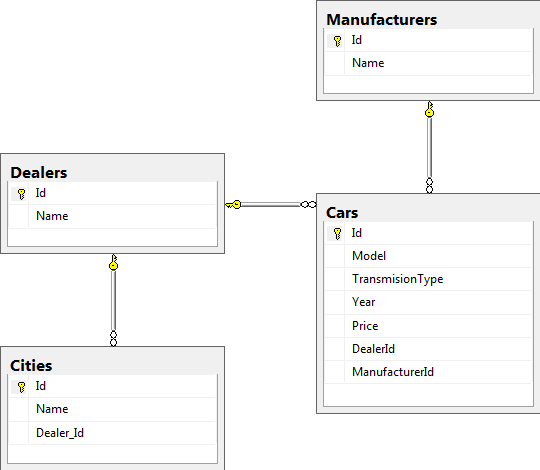 Manufacturers
Id
Name
Dealers
Id
Name
Cars
Id
Model
TransmisionType
Year
Price
DealerId
ManufacturerId
Cities
Id
Name
Dealer_Id